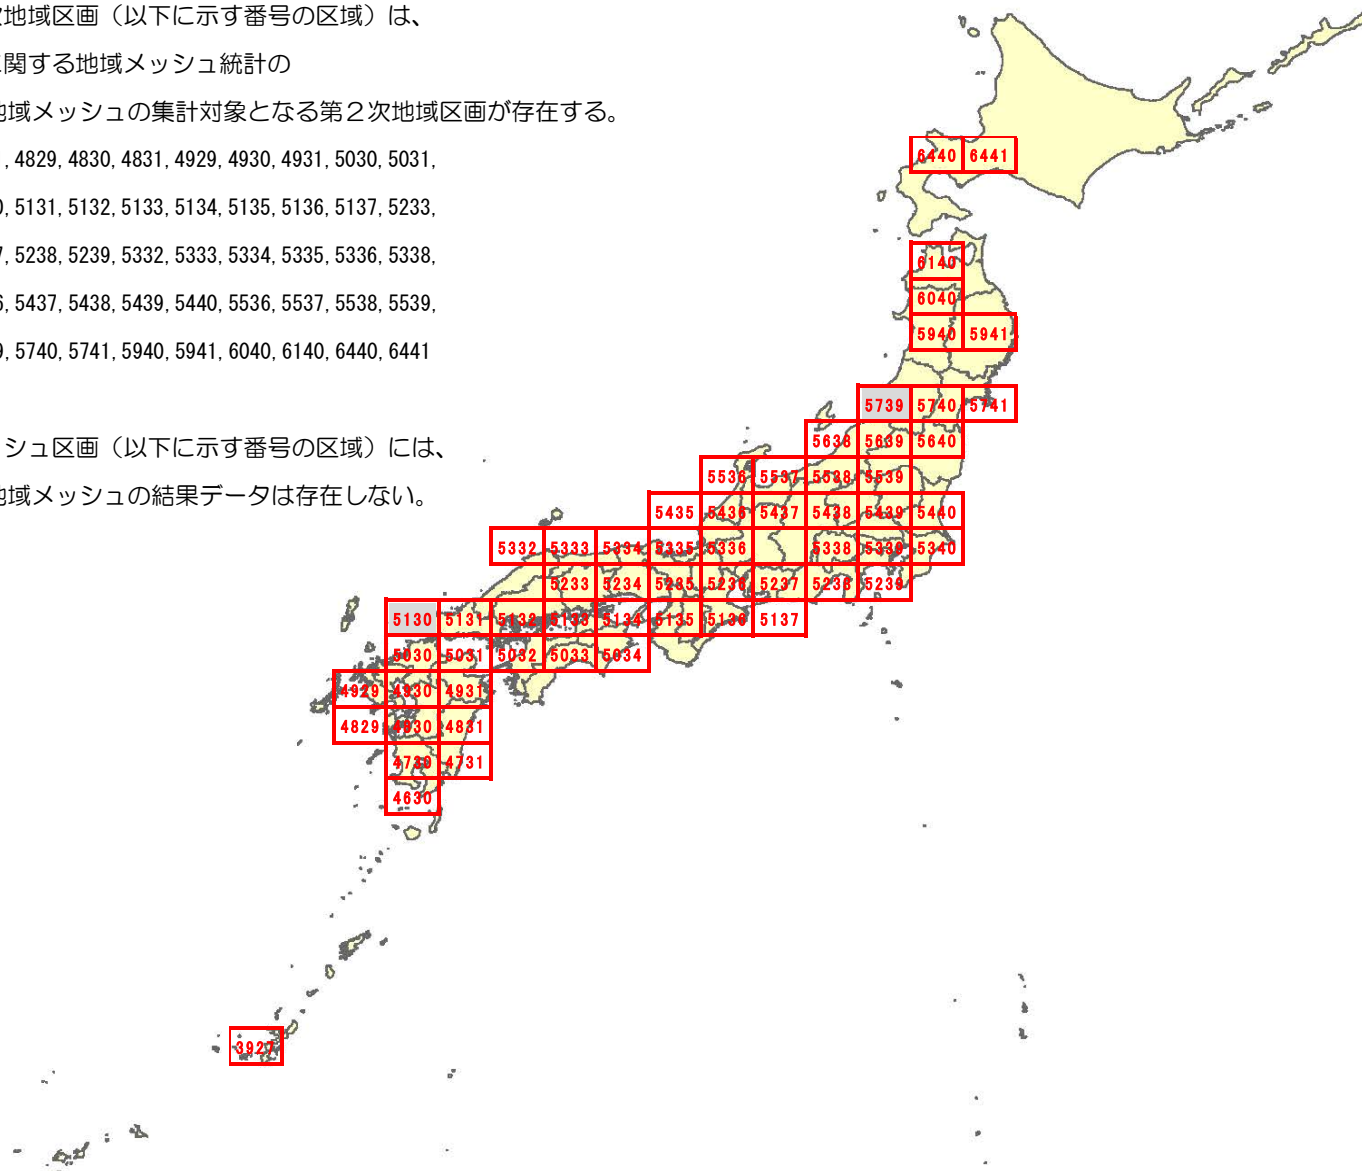 地域区画（以下に示す番号の区域）は、
関する地域メッシュ統計の
域メッシュの集計対象となる第２次地域区画が存在する。
, 4829, 4830, 4831, 4929, 4930, 4931, 5030, 5031,
, 5131, 5132, 5133, 5134, 5135, 5136, 5137, 5233,
, 5238, 5239, 5332, 5333, 5334, 5335, 5336, 5338,
, 5437, 5438, 5439, 5440, 5536, 5537, 5538, 5539,
, 5740, 5741, 5940, 5941, 6040, 6140, 6440, 6441
シュ区画（以下に示す番号の区域）には、
域メッシュの結果データは存在しない。
6440 6441
6140
6040
5940 5941
5739 5740 5741
5638 5639 5640
5536 5537 5538 5539
5435 5436 5437 5438 5439 5440
5332 5333 5334 5335 5336 5338 5339 5340
5233 5234 5235 5236 5237 5238 5239
5130 5131 5132 5133 5134 5135 5136 5137
5030 5031 5032 5033 5034
4929 4930 4931
4829 4830 4831
4730 4731
4630
3927